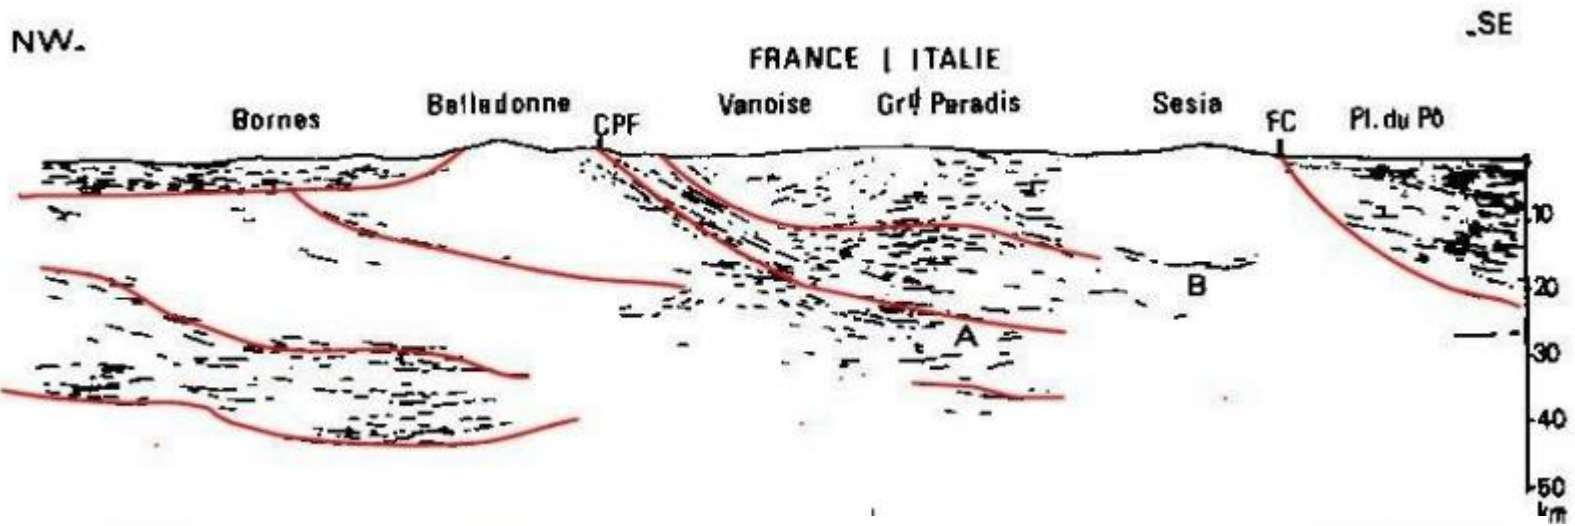 NW.
.SE
FRANCE | ITALIE
Bornes
Belledonne
CPF
Vanoise
Grd Paradis
Sesia
FC
Pl. du Pô
10
20
30
40
50
km
A
B